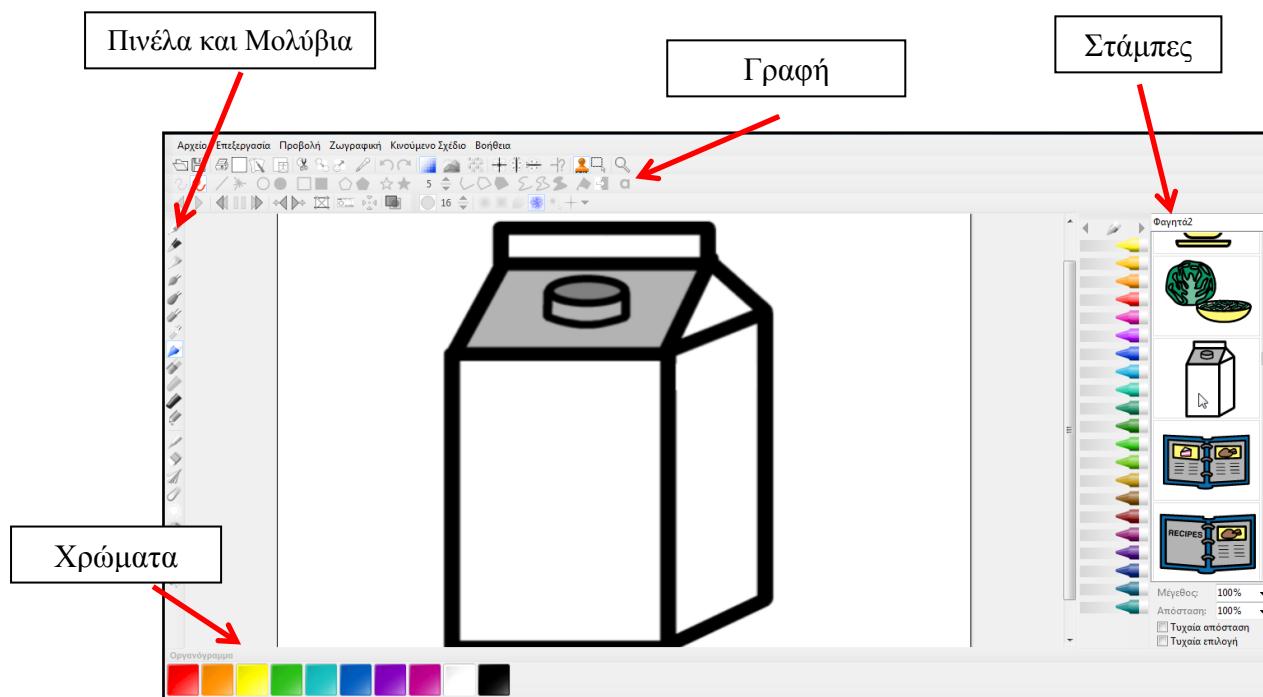 Πινέλα και Μολύβια
Γραφή
Στάμπες
Αρχείο Επεξεργασία Προβολή Ζωγραφική Κινούμενο Σχέδιο Βοήθεια
5
a
16
Φαγητά2
RECIPES
Χρώματα
Μέγεθος: 100%
Απόσταση: 100%
Τυχαία απόσταση
Τυχαία επιλογή
Οργανόγραμμα